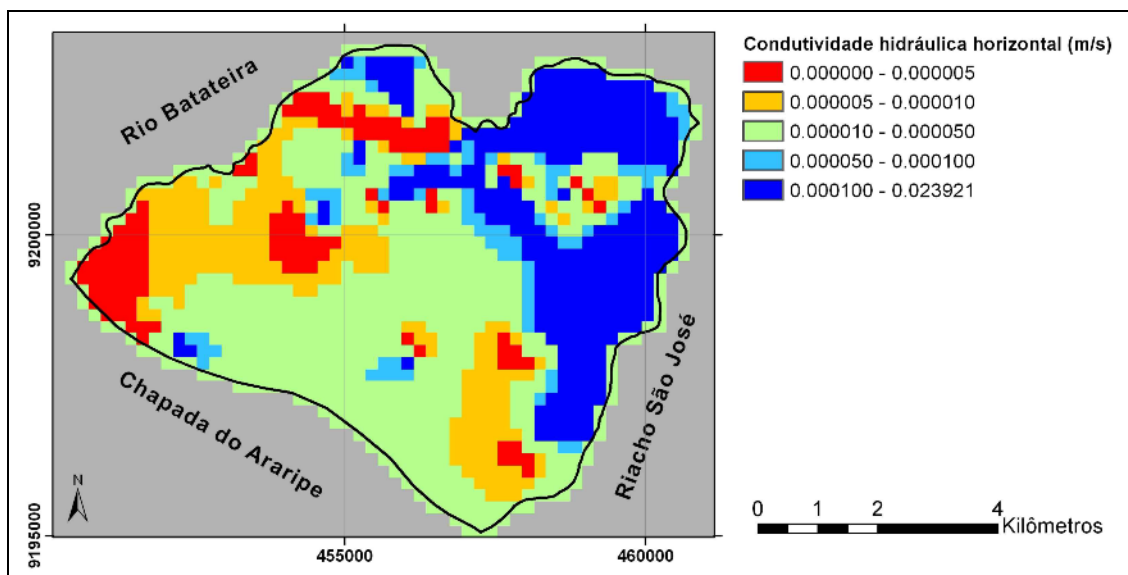 Condutividade hidráulica horizontal (m/s)
0.000000 - 0.000005
0.000005 - 0.000010
0.000010 - 0.000050
0.000050 - 0.000100
0.000100 - 0.023921
Rio Batateira
Chapada do Araripe
Riacho São José
N
9200000
9195000
455000
460000
0 1 2 4
Kilômetros